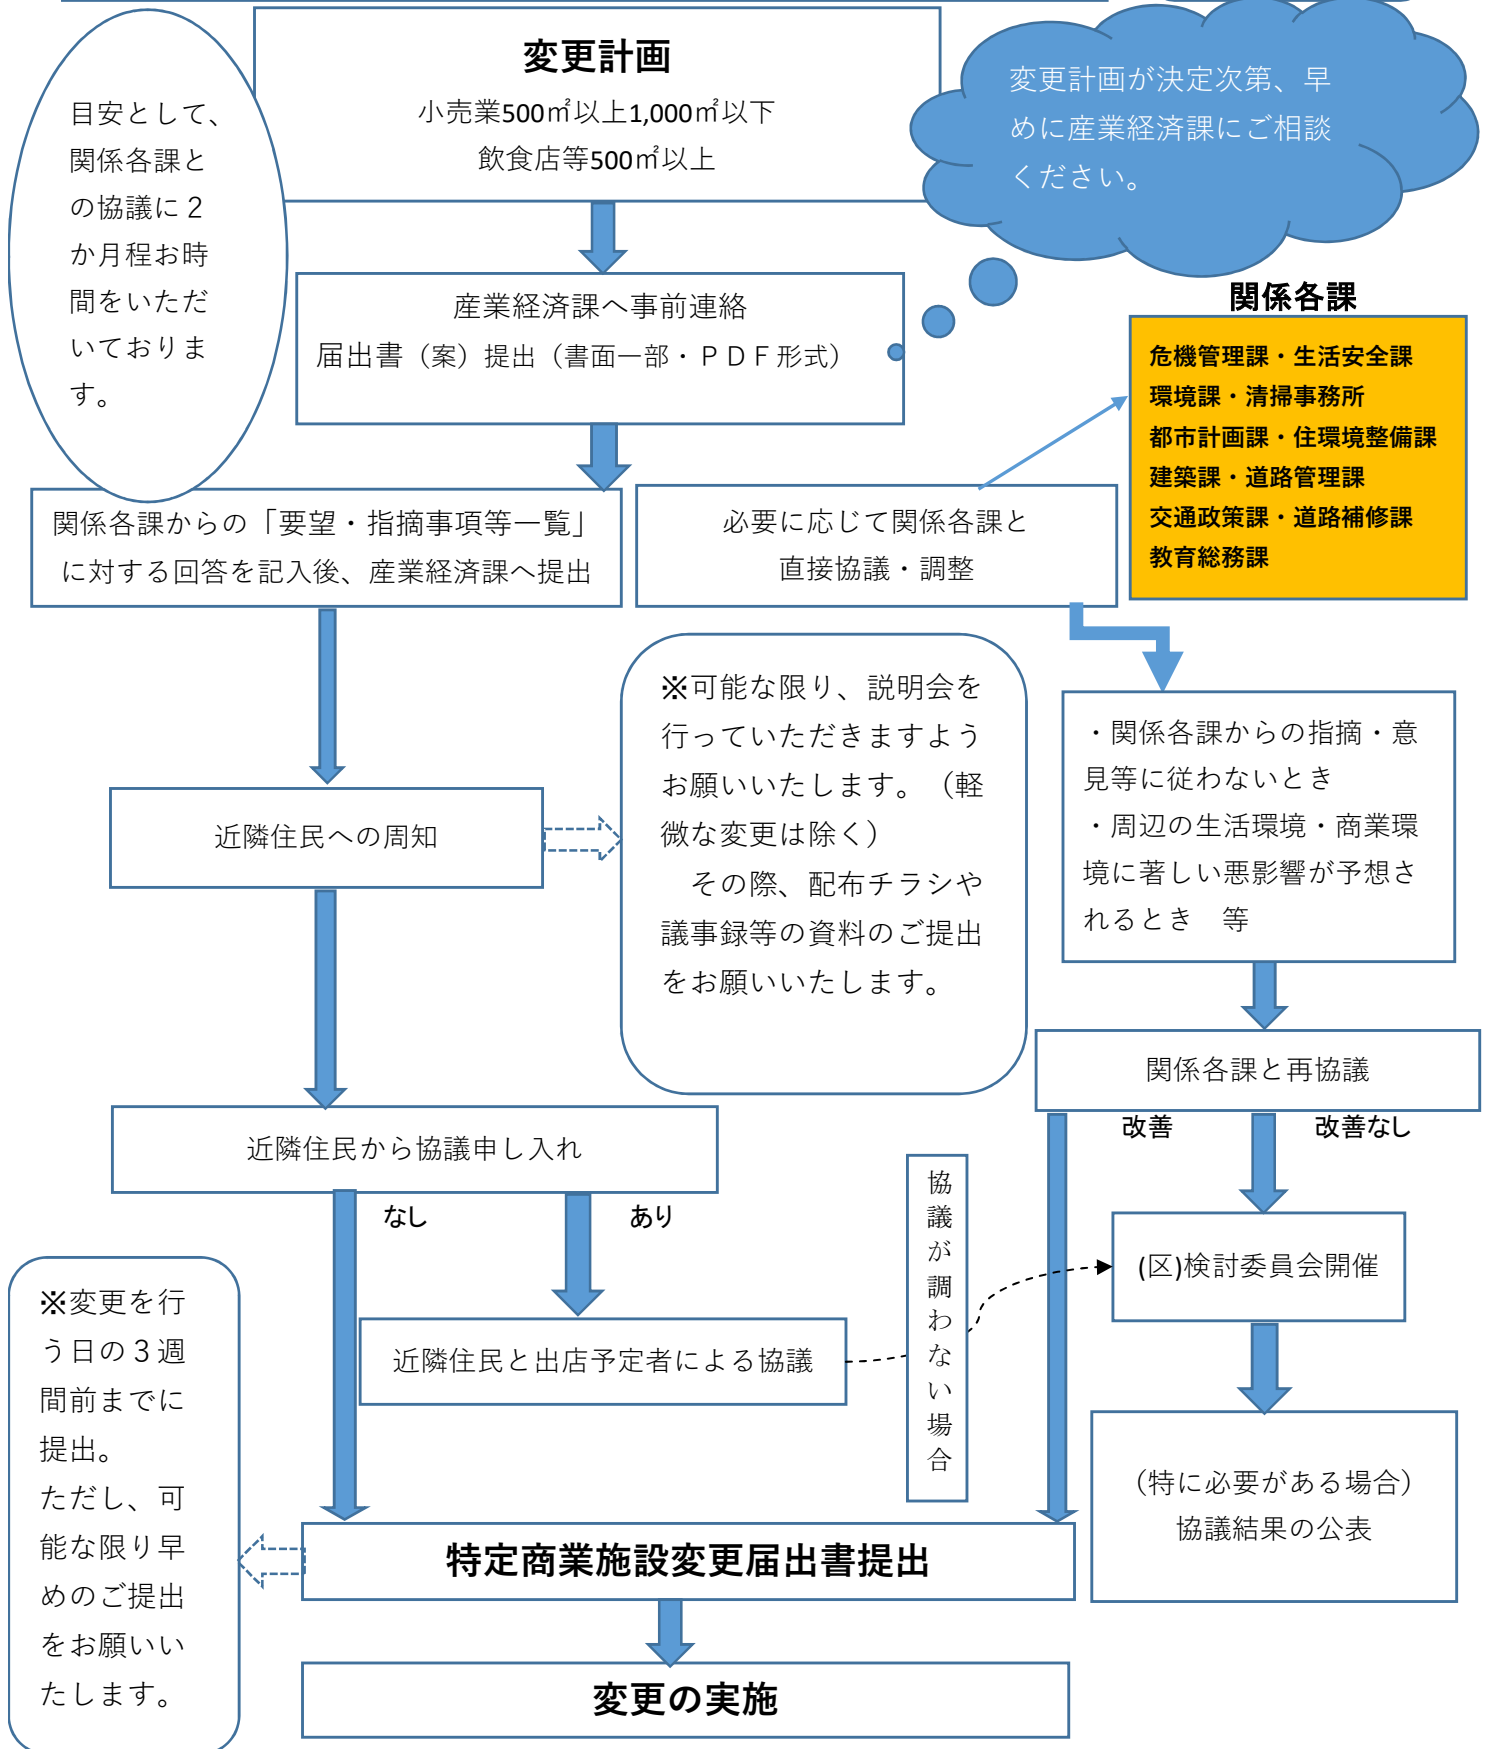 変更計画
小売業500㎡以上1,000㎡以下
飲食店等500㎡以上
変更計画が決定次第、早
めに産業経済課にご相談
ください。
目安として、
関係各課と
の協議に２
か月程お時
間をいただ
いておりま
す。
産業経済課へ事前連絡
届出書（案）提出（書面一部・ＰＤＦ形式）
関係各課
危機管理課・生活安全課
環境課・清掃事務所
都市計画課・住環境整備課
建築課・道路管理課
交通政策課・道路補修課
教育総務課
関係各課からの「要望・指摘事項等一覧」
に対する回答を記入後、産業経済課へ提出
必要に応じて関係各課と
直接協議・調整
※可能な限り、説明会を
行っていただきますよう
お願いいたします。（軽
微な変更は除く）
　その際、配布チラシや
議事録等の資料のご提出
をお願いいたします。
・関係各課からの指摘・意
見等に従わないとき
・周辺の生活環境・商業環
境に著しい悪影響が予想さ
れるとき　等
近隣住民への周知
関係各課と再協議
改善
改善なし
近隣住民から協議申し入れ
なし
あり
協議が調わない場合
(区)検討委員会開催
近隣住民と出店予定者による協議
（特に必要がある場合）
協議結果の公表
※変更を行
う日の３週
間前までに
提出。
ただし、可
能な限り早
めのご提出
をお願いい
たします。
特定商業施設変更届出書提出
変更の実施